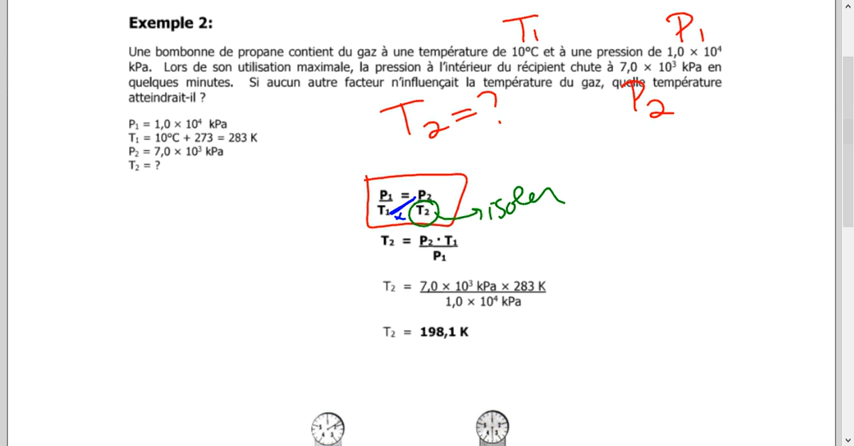 Exemple 2:
T₁ P₁
Une bombonne de propane contient du gaz à une température de 10°C et à une pression de 1,0 × 10⁴
kPa. Lors de son utilisation maximale, la pression à l'intérieur du récipient chute à 7,0 × 10³ kPa en
quelques minutes. Si aucun autre facteur n'influençait la température du gaz, quelle température
atteindrait-il ?
T₂ = ? P₂
P₁ = 1,0 × 10⁴ kPa
T₁ = 10°C + 273 = 283 K
P₂ = 7,0 × 10³ kPa
T₂ = ?
P₁ = P₂
T₁ x T₂ → isoler
T₂ = P₂ · T₁
P₁
T₂ = 7,0 × 10³ kPa × 283 K
1,0 × 10⁴ kPa
T₂ = 198,1 K